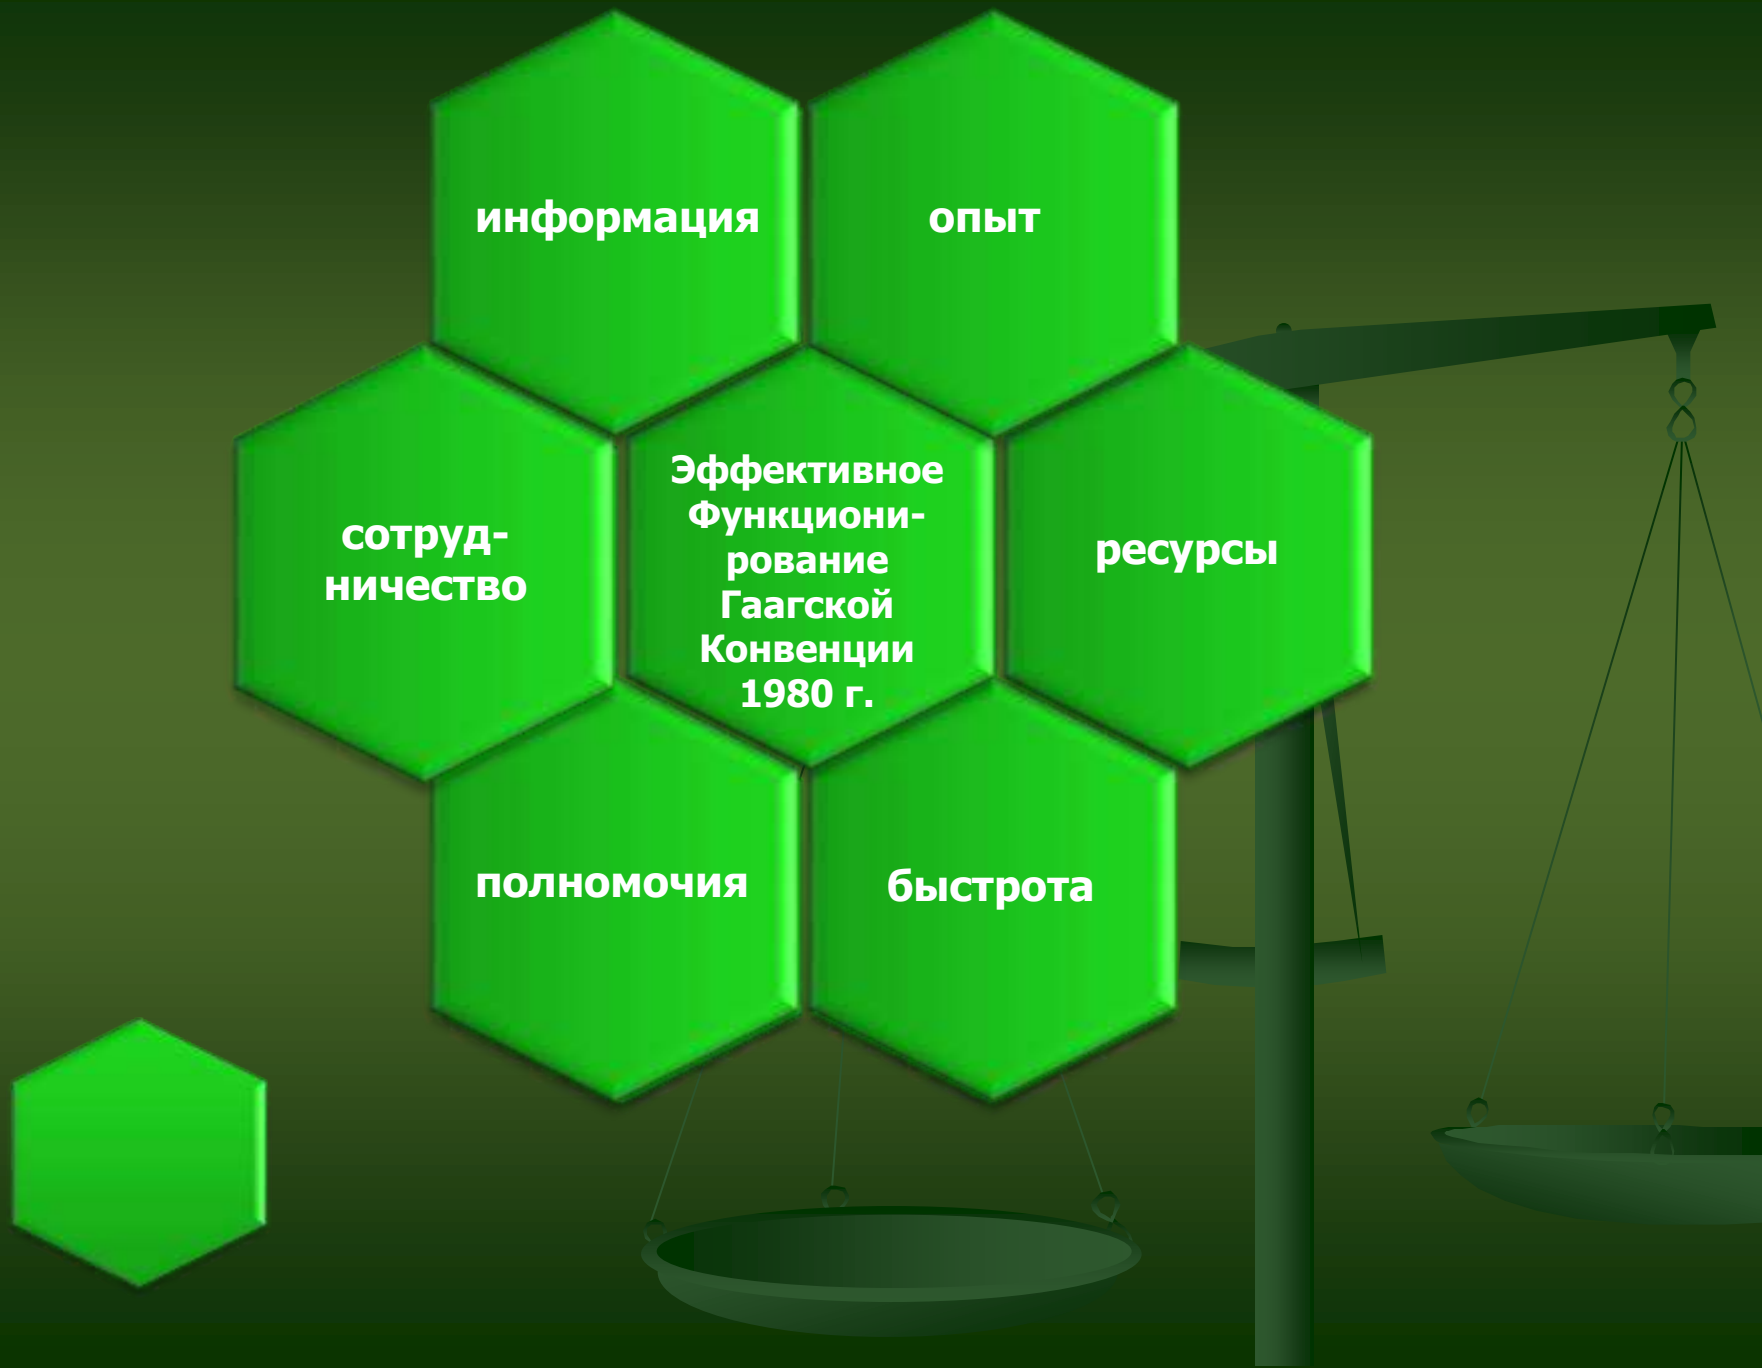 информация
опыт
сотруд-
ничество
Эффективное
Функциони-
рование
Гаагской
Конвенции
1980 г.
ресурсы
полномочия
быстрота